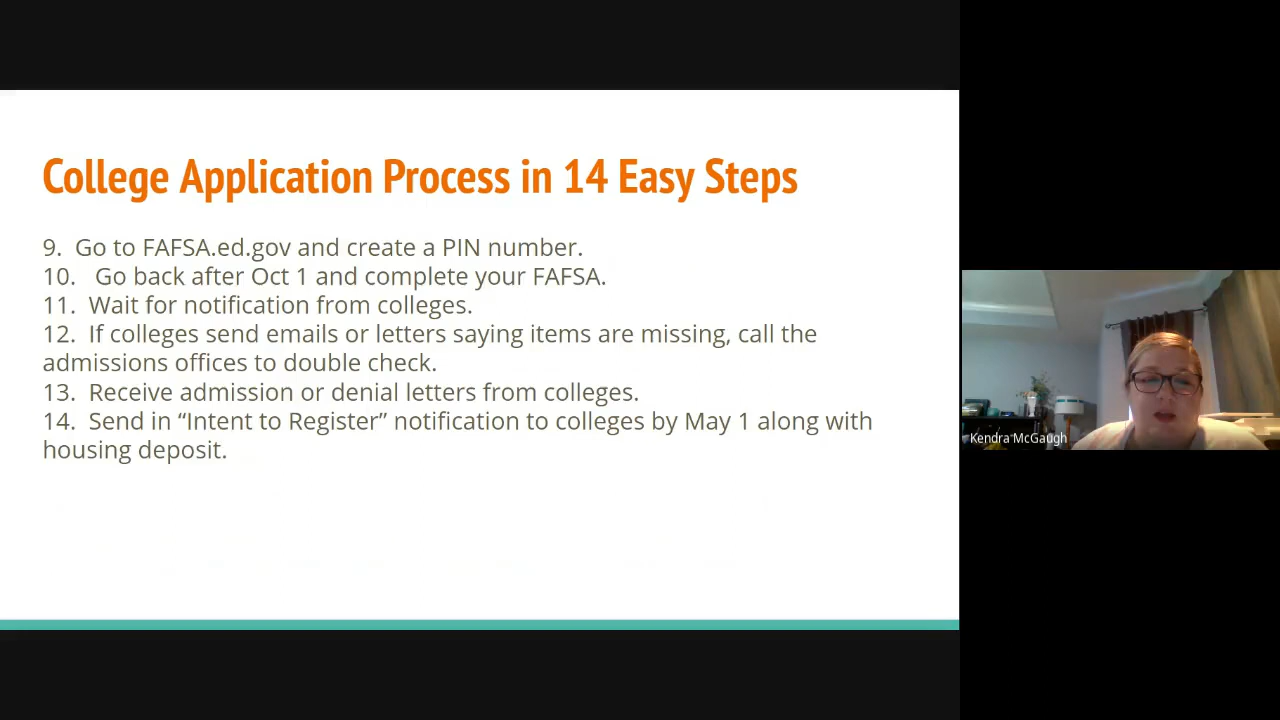 College Application Process in 14 Easy Steps
9. Go to FAFSA.ed.gov and create a PIN number.
10. Go back after Oct 1 and complete your FAFSA.
11. Wait for notification from colleges.
12. If colleges send emails or letters saying items are missing, call the
admissions offices to double check.
13. Receive admission or denial letters from colleges.
14. Send in “Intent to Register” notification to colleges by May 1 along with
housing deposit.
Kendra McGaugh